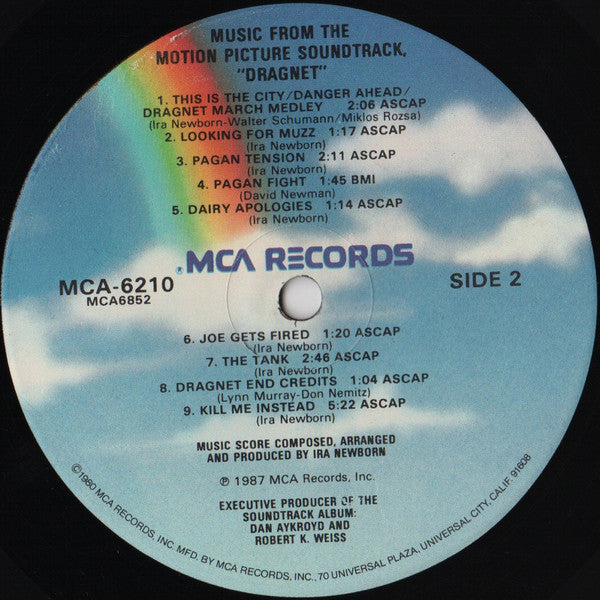 MUSIC FROM THE
MOTION PICTURE SOUNDTRACK,
"DRAGNET"
1. THIS IS THE CITY/DANGER AHEAD/
DRAGNET MARCH MEDLEY 2:06 ASCAP
(Ira Newborn-Walter Schumann/Miklos Rozsa)
2. LOOKING FOR MUZZ 1:17 ASCAP
(Ira Newborn)
3. PAGAN TENSION 2:11 ASCAP
(Ira Newborn)
4. PAGAN FIGHT 1:45 BMI
(David Newman)
5. DAIRY APOLOGIES 1:14 ASCAP
(Ira Newborn)
MCA RECORDS
MCA-6210
MCA6852
SIDE 2
6. JOE GETS FIRED 1:20 ASCAP
(Ira Newborn)
7. THE TANK 2:46 ASCAP
(Ira Newborn)
8. DRAGNET END CREDITS 1:04 ASCAP
(Lynn Murray-Don Nemitz)
9. KILL ME INSTEAD 5:22 ASCAP
(Ira Newborn)
MUSIC SCORE COMPOSED, ARRANGED
AND PRODUCED BY IRA NEWBORN
℗ 1987 MCA Records, Inc.
EXECUTIVE PRODUCER OF THE
SOUNDTRACK ALBUM:
DAN AYKROYD AND
ROBERT K. WEISS
©1980 MCA RECORDS, INC. MFD. BY MCA RECORDS, INC., 70 UNIVERSAL PLAZA, UNIVERSAL CITY, CALIF. 91608